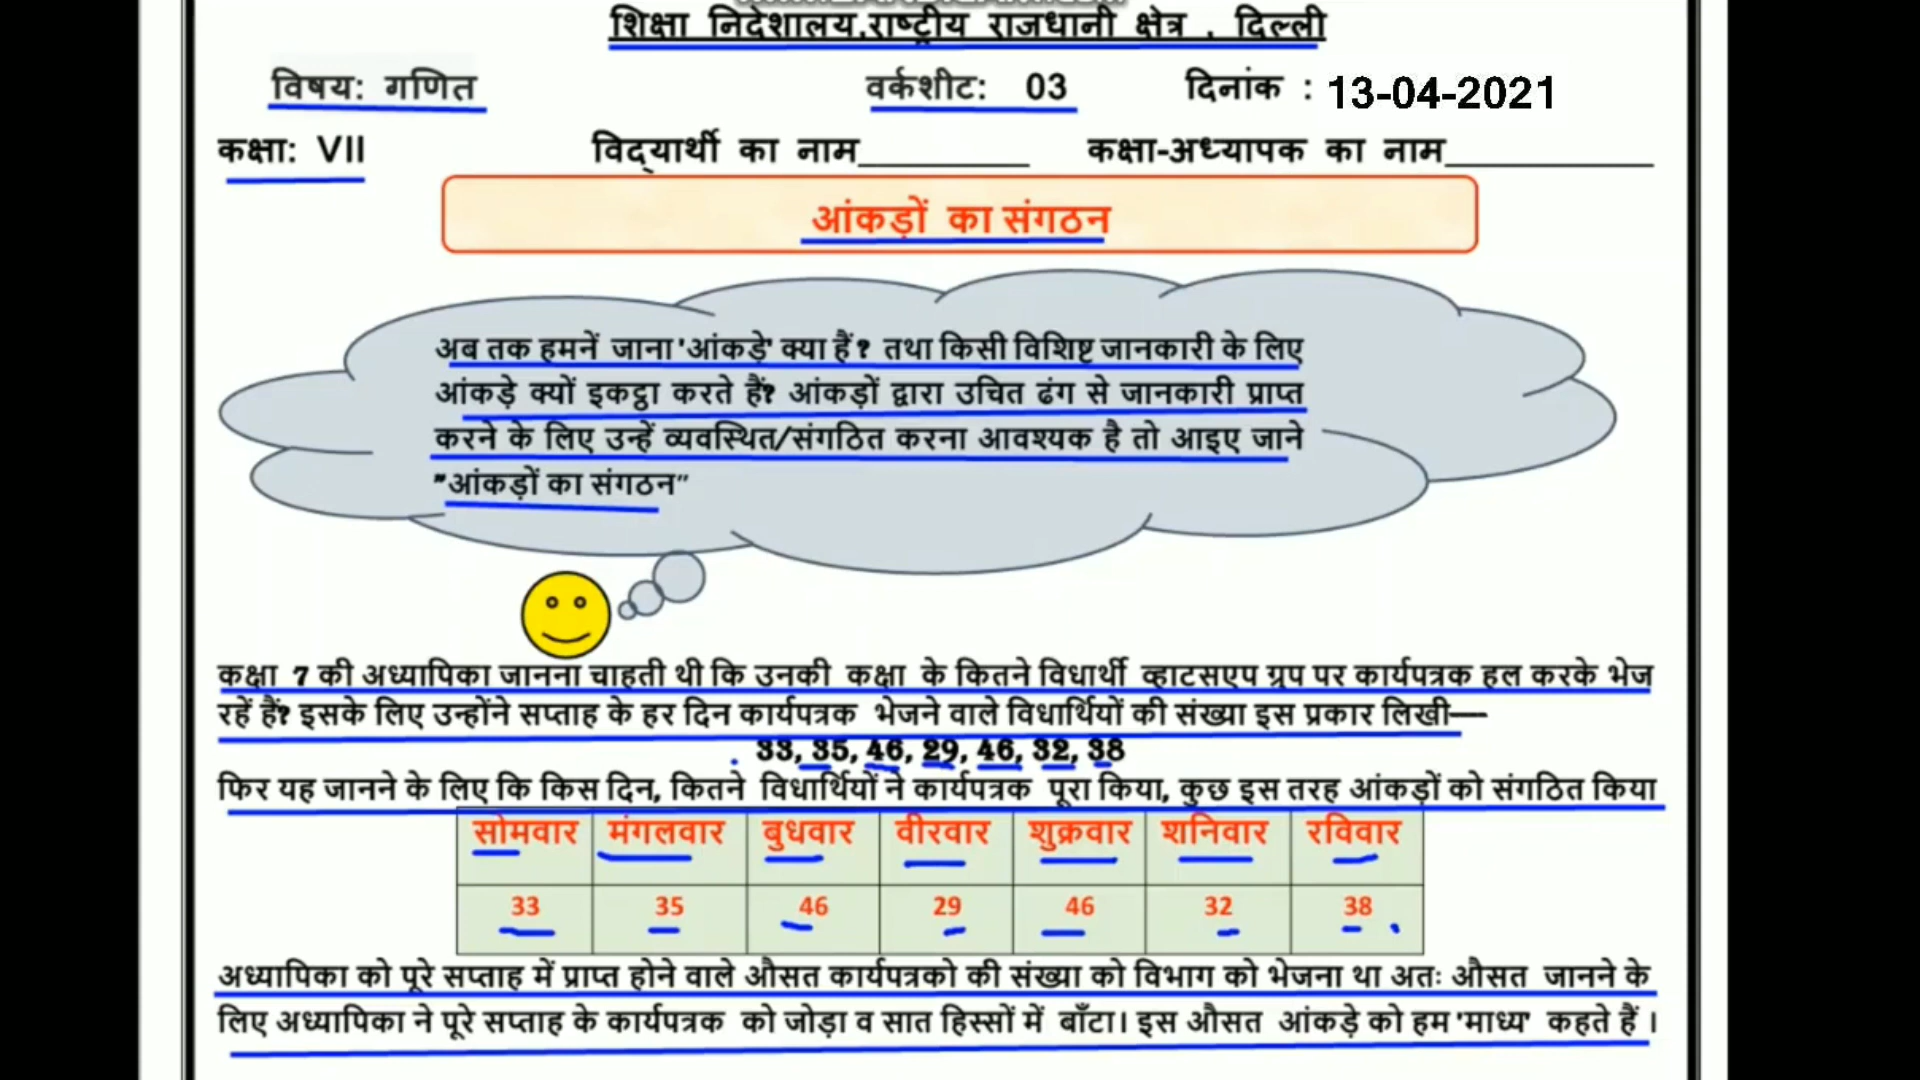 शिक्षा निदेशालय,राष्ट्रीय राजधानी क्षेत्र , दिल्ली
विषय: गणित वर्कशीट: 03 दिनांक : 13-04-2021
कक्षा: VII विद्यार्थी का नाम__________ कक्षा-अध्यापक का नाम____________
आंकड़ों का संगठन
अब तक हमनें जाना 'आंकड़े' क्या हैं? तथा किसी विशिष्ट जानकारी के लिए
आंकड़े क्यों इकट्ठा करते हैं? आंकड़ों द्वारा उचित ढंग से जानकारी प्राप्त
करने के लिए उन्हें व्यवस्थित/संगठित करना आवश्यक है तो आइए जाने
"आंकड़ों का संगठन"
कक्षा 7 की अध्यापिका जानना चाहती थी कि उनकी कक्षा के कितने विधार्थी व्हाटसएप ग्रुप पर कार्यपत्रक हल करके भेज
रहें हैं? इसके लिए उन्होंने सप्ताह के हर दिन कार्यपत्रक भेजने वाले विधार्थियों की संख्या इस प्रकार लिखी—-
33, 35, 46, 29, 46, 32, 38
फिर यह जानने के लिए कि किस दिन, कितने विधार्थियों ने कार्यपत्रक पूरा किया, कुछ इस तरह आंकड़ों को संगठित किया
सोमवार मंगलवार बुधवार वीरवार शुक्रवार शनिवार रविवार
33 35 46 29 46 32 38
अध्यापिका को पूरे सप्ताह में प्राप्त होने वाले औसत कार्यपत्रको की संख्या को विभाग को भेजना था अतः औसत जानने के
लिए अध्यापिका ने पूरे सप्ताह के कार्यपत्रक को जोड़ा व सात हिस्सों में बाँटा। इस औसत आंकड़े को हम 'माध्य' कहते हैं ।